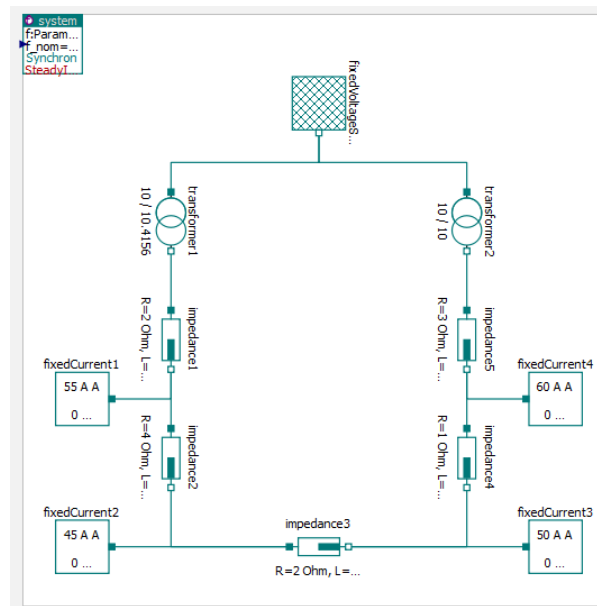 system
f:Param...
f_nom=...
Synchron
SteadyI...
fixedVoltageS...
transformer1
10 / 10.4156
transformer2
10 / 10
impedance1
R=2 Ohm, L=...
impedance5
R=3 Ohm, L=...
fixedCurrent1
55 A A
0 ...
fixedCurrent4
60 A A
0 ...
impedance2
R=4 Ohm, L=...
impedance4
R=1 Ohm, L=...
fixedCurrent2
45 A A
0 ...
impedance3
R=2 Ohm, L=...
fixedCurrent3
50 A A
0 ...